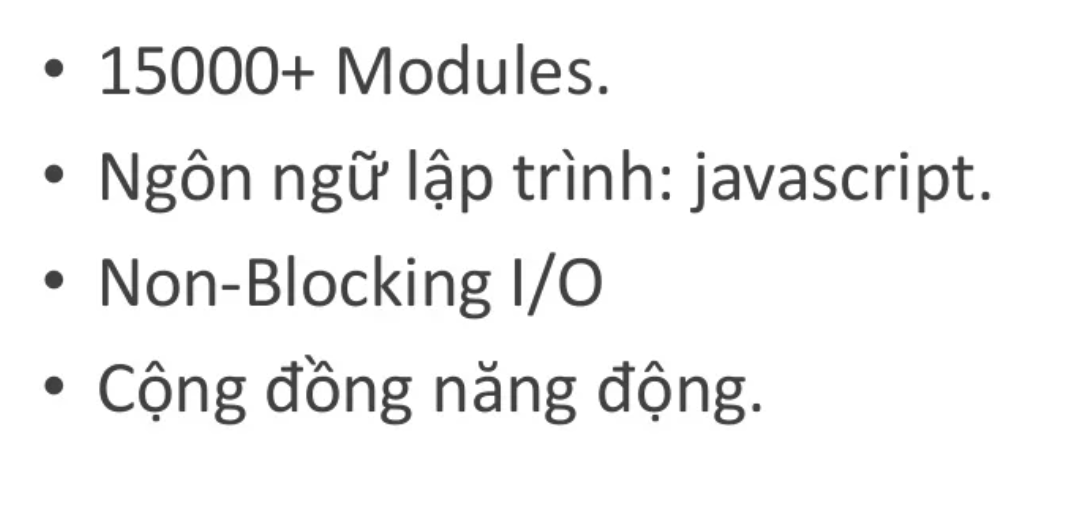 • 15000+ Modules.
• Ngôn ngữ lập trình: javascript.
• Non-Blocking I/O
• Cộng đồng năng động.